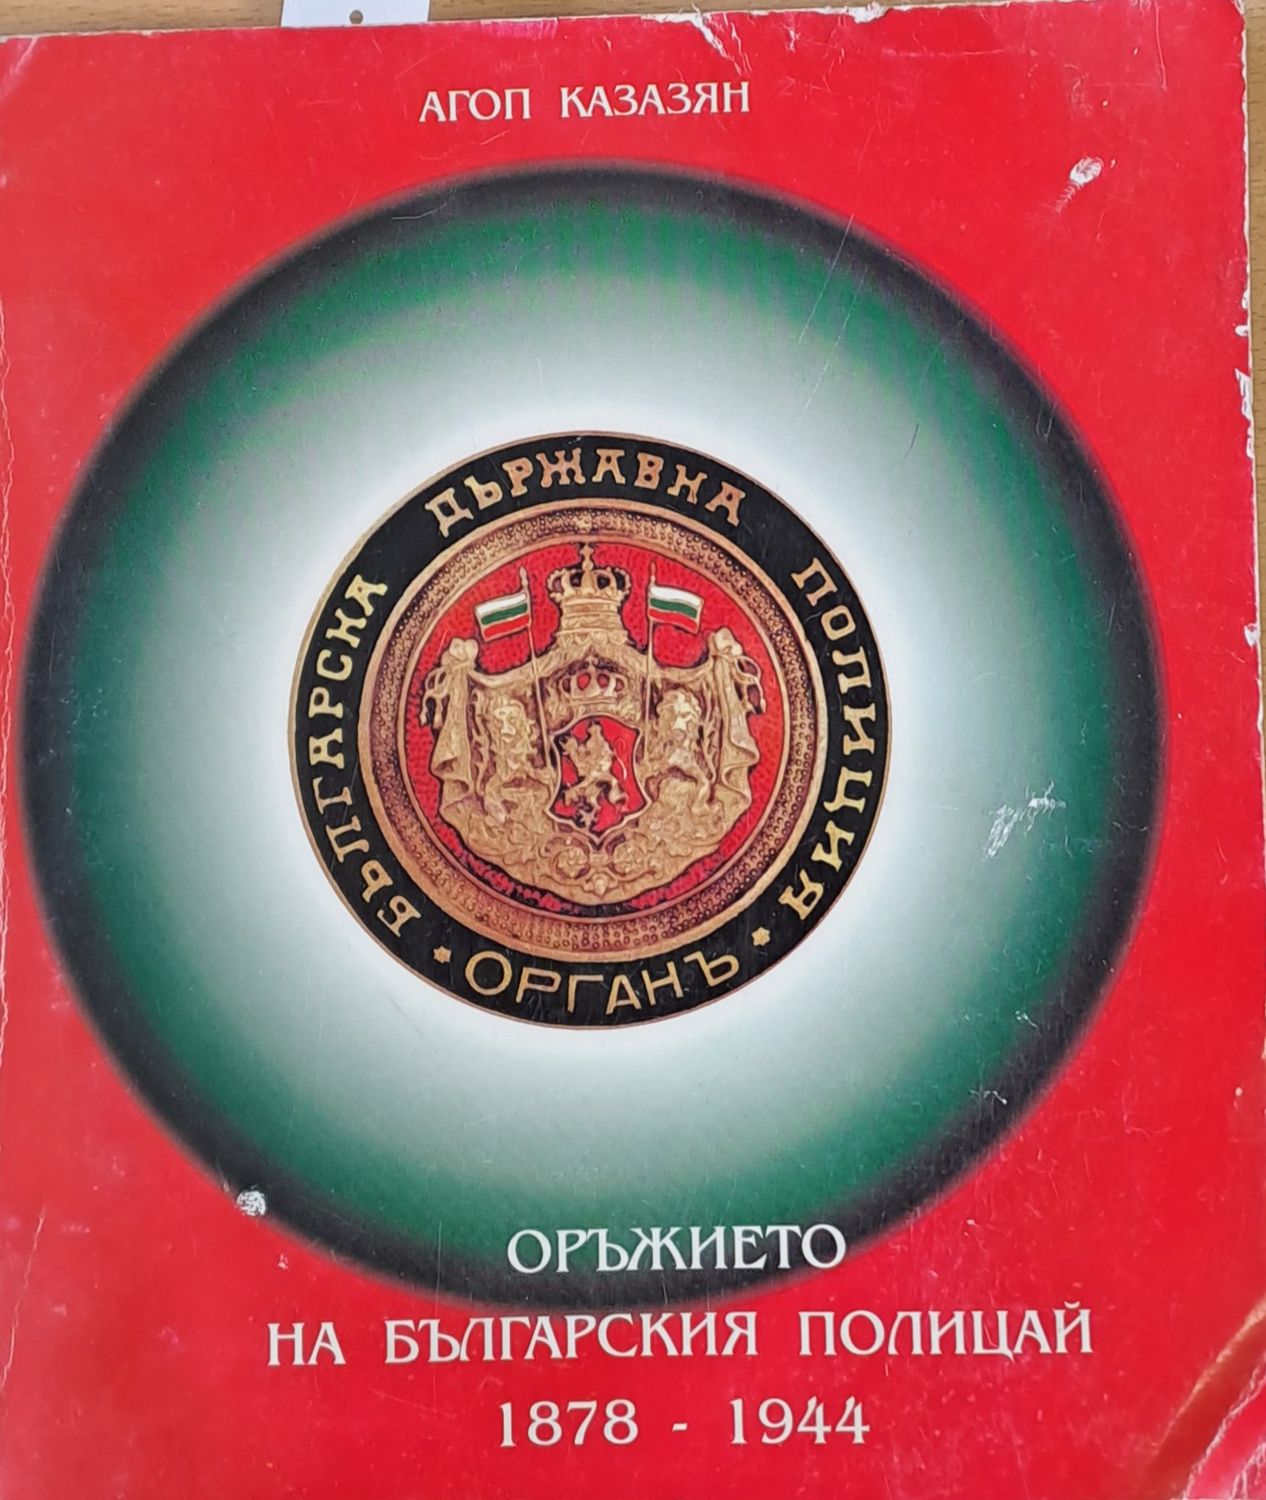 АГОП КАЗАЗЯН
БЪЛГАРСКА ДЪРЖАВНА ПОЛИЦИЯ
* ОРГАНЪ *
ОРЪЖИЕТО
НА БЪЛГАРСКИЯ ПОЛИЦАЙ
1878 - 1944